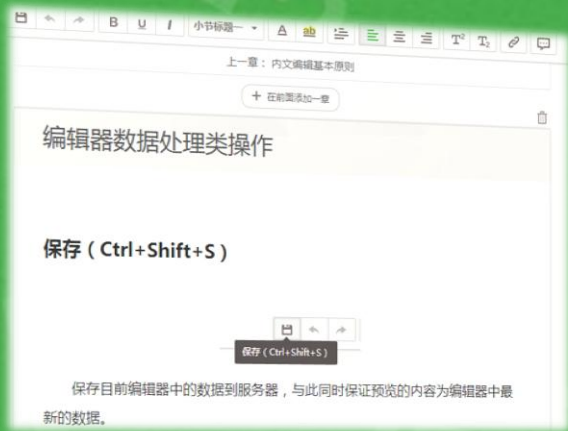 B U I 小节标题一 A ab T² T₂
上一章：内文编辑基本原则
+ 在前面添加一章
编辑器数据处理类操作
保存（Ctrl+Shift+S）
保存（Ctrl+Shift+S）
保存目前编辑器中的数据到服务器，与此同时保证预览的内容为编辑器中最
新的数据。